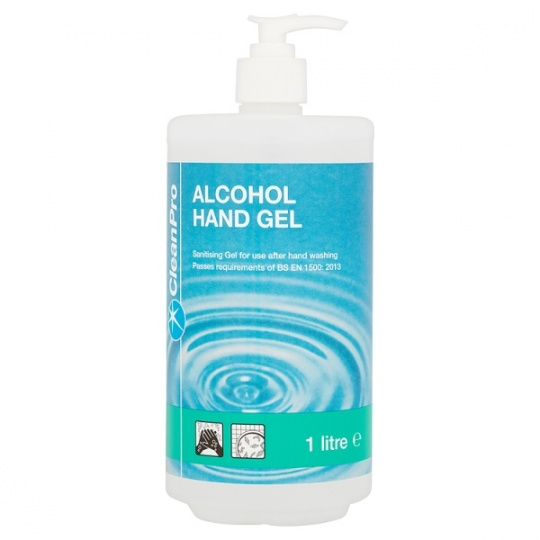 ALCOHOL
HAND GEL
Sanitising Gel for use after hand washing
Passes requirements of BS EN 1500: 2013
CleanPro
1 litre ℮